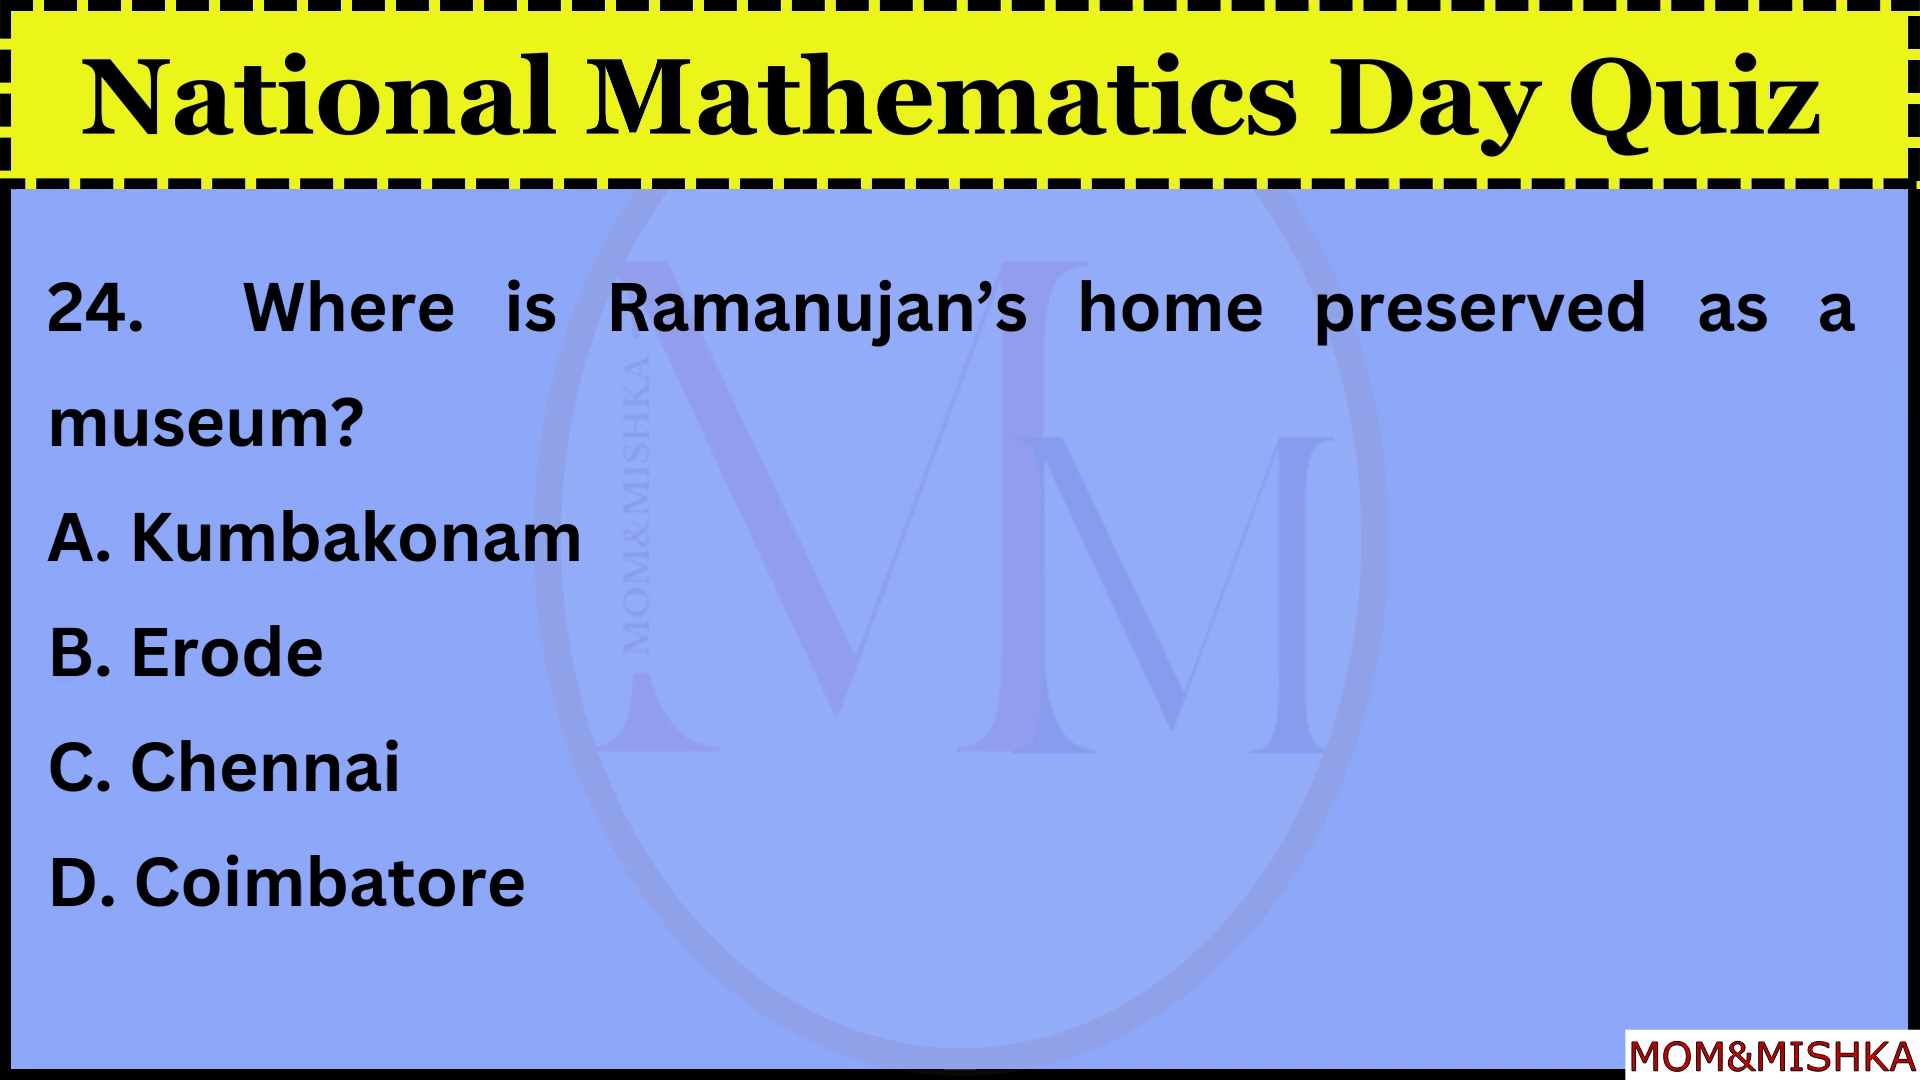 National Mathematics Day Quiz
24. Where is Ramanujan’s home preserved as a
museum?
A. Kumbakonam
B. Erode
C. Chennai
D. Coimbatore
MOM&MISHKA
MM
MOM&MISHKA